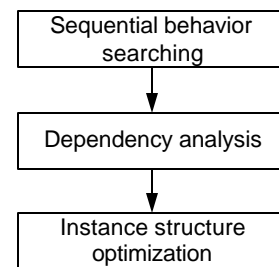 Sequential behavior
searching
Dependency analysis
Instance structure
optimization